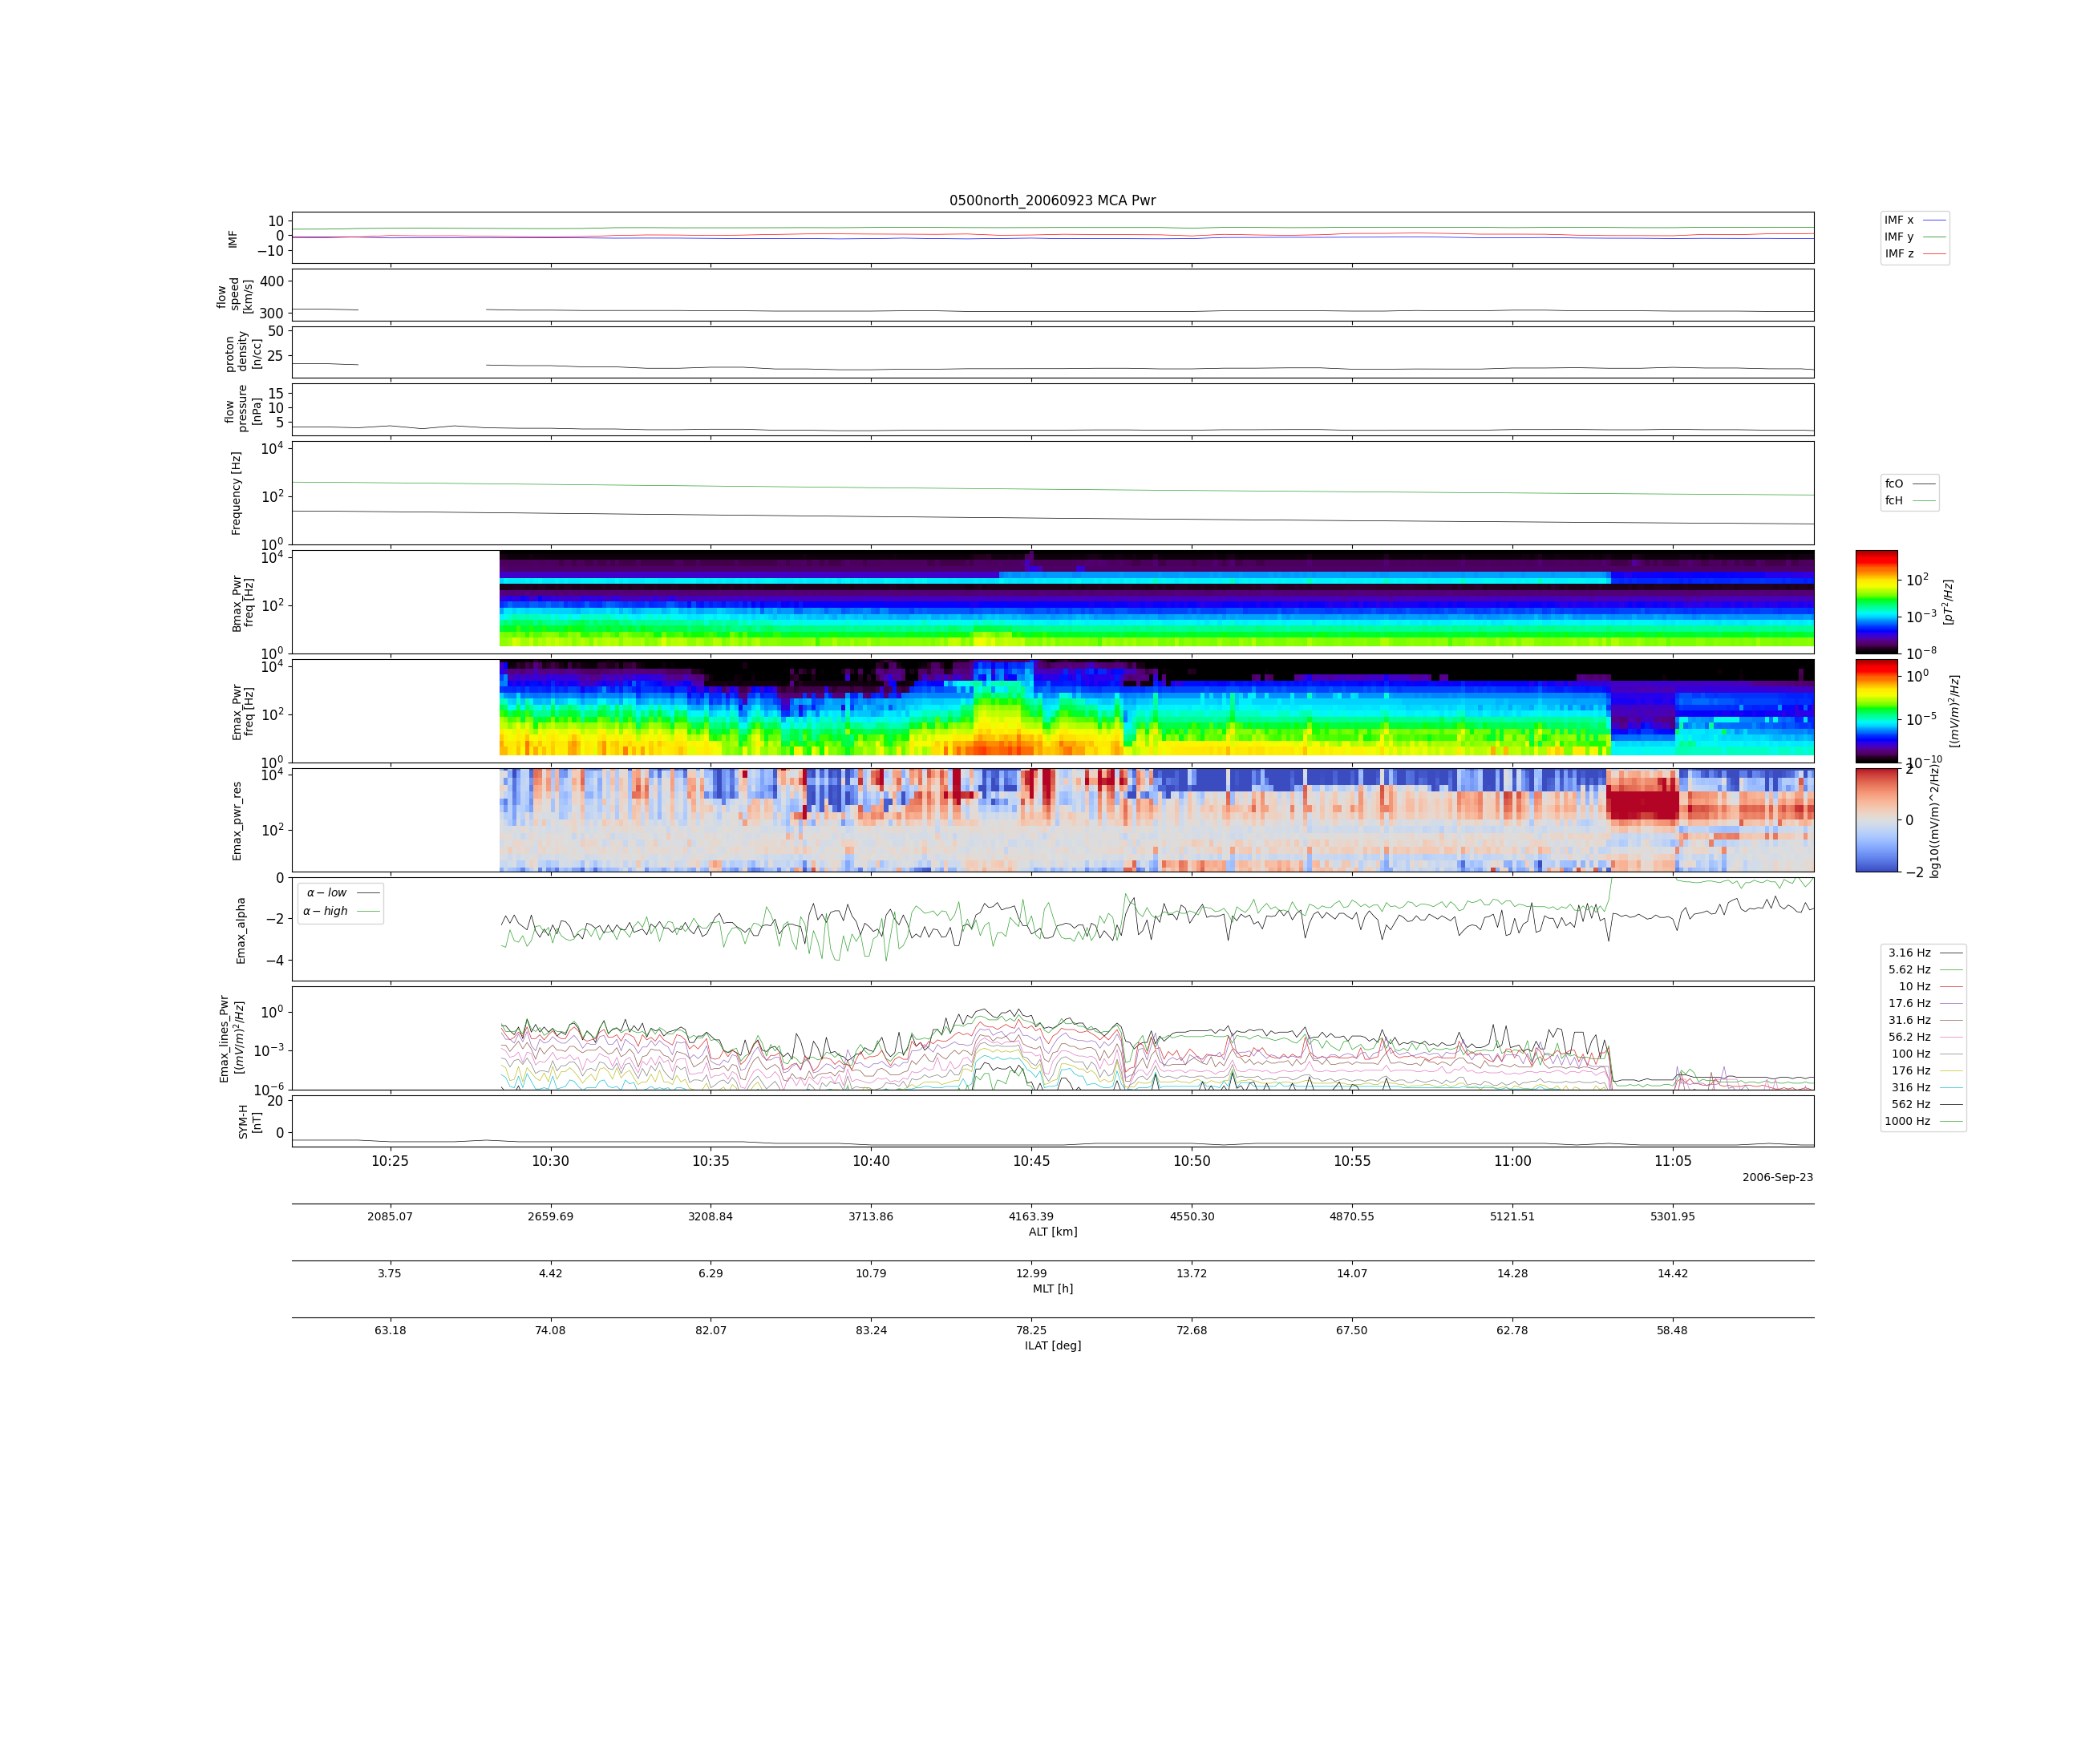 0500north_20060923 MCA Pwr
10
0
−10
IMF
IMF x
IMF y
IMF z
400
300
flow
speed
[km/s]
50
25
proton
density
[n/cc]
15
10
5
flow
pressure
[nPa]
10^4
10^2
10^0
Frequency [Hz]
fcO
fcH
10^4
10^2
10^0
Bmax_Pwr
freq [Hz]
10^2
10^−3
10^−8
[pT^2/Hz]
10^4
10^2
10^0
Emax_Pwr
freq [Hz]
10^0
10^−5
10^−10
[(mV/m)^2/Hz]
10^4
10^2
Emax_pwr_res
2
0
−2
log10((mV/m)^2/Hz)
0
−2
−4
Emax_alpha
α − low
α − high
10^0
10^−3
10^−6
Emax_lines_Pwr
[(mV/m)^2/Hz]
3.16 Hz
5.62 Hz
10 Hz
17.6 Hz
31.6 Hz
56.2 Hz
100 Hz
176 Hz
316 Hz
562 Hz
1000 Hz
20
0
SYM-H
[nT]
10:25 10:30 10:35 10:40 10:45 10:50 10:55 11:00 11:05
2006-Sep-23
2085.07 2659.69 3208.84 3713.86 4163.39 4550.30 4870.55 5121.51 5301.95
ALT [km]
3.75 4.42 6.29 10.79 12.99 13.72 14.07 14.28 14.42
MLT [h]
63.18 74.08 82.07 83.24 78.25 72.68 67.50 62.78 58.48
ILAT [deg]